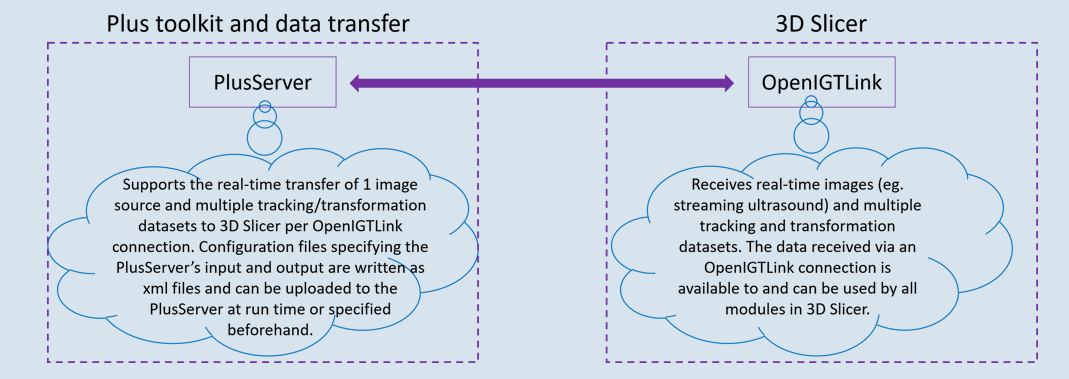 Plus toolkit and data transfer
PlusServer
Supports the real-time transfer of 1 image
source and multiple tracking/transformation
datasets to 3D Slicer per OpenIGTLink
connection. Configuration files specifying the
PlusServer's input and output are written as
xml files and can be uploaded to the
PlusServer at run time or specified
beforehand.
3D Slicer
OpenIGTLink
Receives real-time images (eg.
streaming ultrasound) and multiple
tracking and transformation
datasets. The data received via an
OpenIGTLink connection is
available to and can be used by all
modules in 3D Slicer.